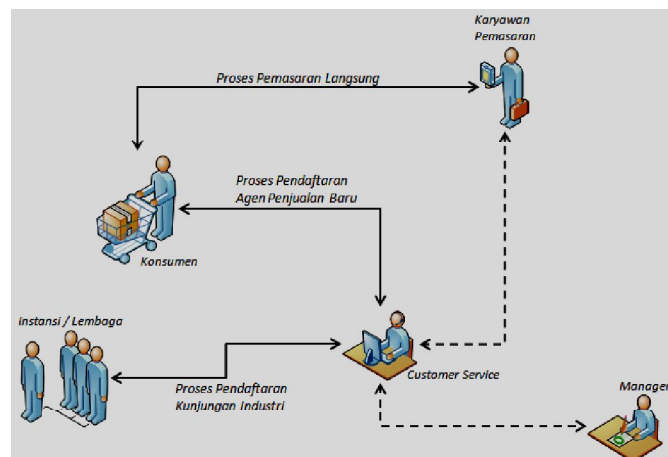 Karyawan
Pemasaran
Proses Pemasaran Langsung
Proses Pendaftaran
Agen Penjualan Baru
Konsumen
Instansi / Lembaga
Proses Pendaftaran
Kunjungan Industri
Customer Service
Manager